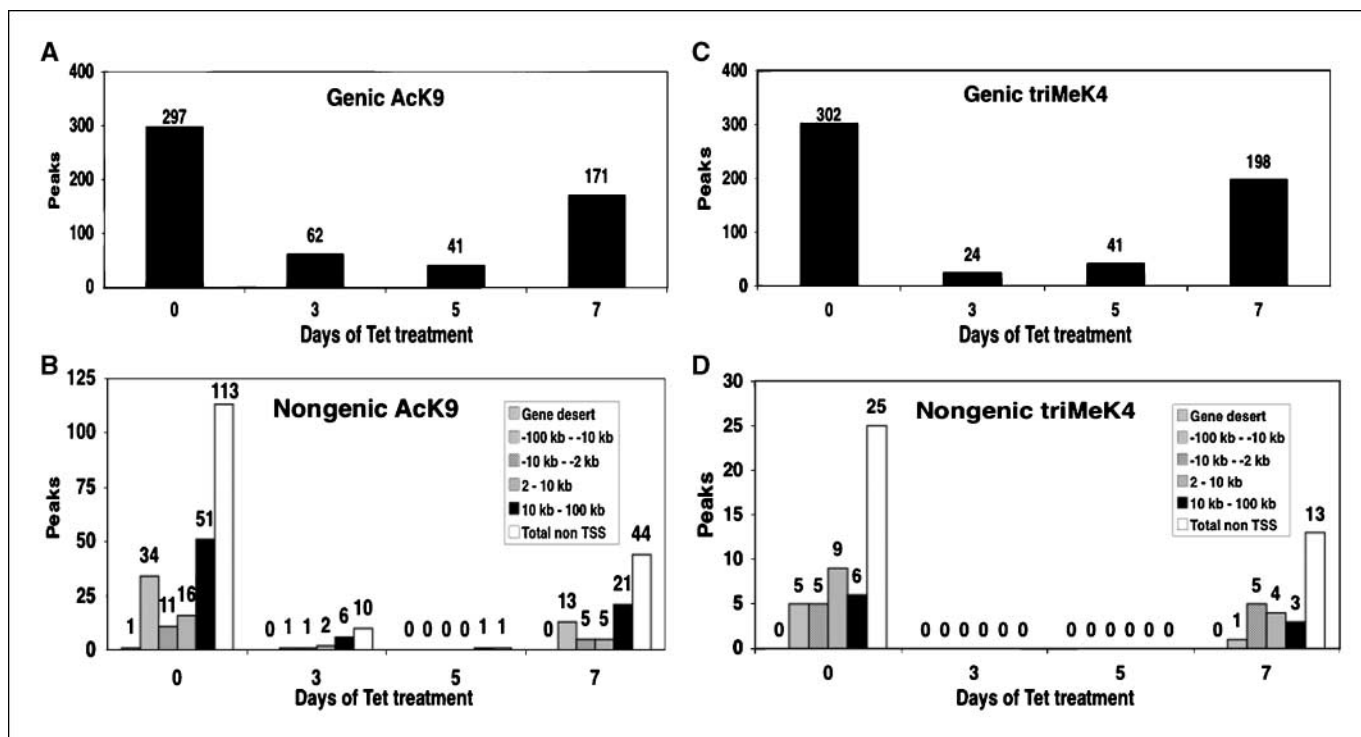 A
Genic AcK9
Peaks
400
300
200
100
0
297
62
41
171
0 3 5 7
Days of Tet treatment
B
Nongenic AcK9
Peaks
125
100
75
50
25
0
Gene desert
-100 kb - -10 kb
-10 kb - -2 kb
2 - 10 kb
10 kb - 100 kb
Total non TSS
1 34 11 16 51 113
0 1 1 2 6 10
0 0 0 0 1 1
0 13 5 5 21 44
0 3 5 7
Days of Tet treatment
C
Genic triMeK4
Peaks
400
300
200
100
0
302
24
41
198
0 3 5 7
Days of Tet treatment
D
Nongenic triMeK4
Peaks
30
25
20
15
10
5
0
Gene desert
-100 kb - -10 kb
-10 kb - -2 kb
2 - 10 kb
10 kb - 100 kb
Total non TSS
0 5 5 9 6 25
0 0 0 0 0 0
0 0 0 0 0 0
0 1 5 4 3 13
0 3 5 7
Days of Tet treatment